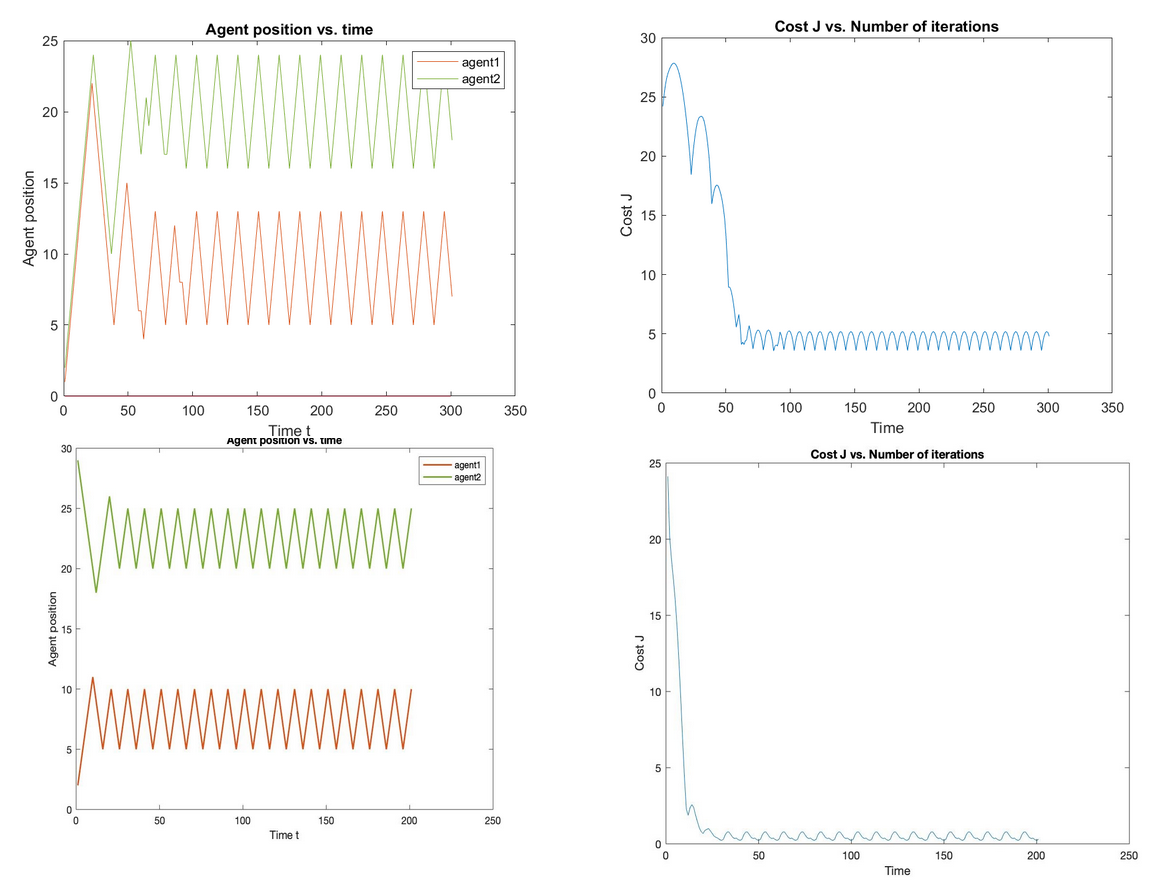 Agent position vs. time
25
20
15
10
5
0
0 50 100 150 200 250 300 350
Agent position
Time t
agent1
agent2
Cost J vs. Number of iterations
30
25
20
15
10
5
0
0 50 100 150 200 250 300 350
Cost J
Time
Agent position vs. time
30
25
20
15
10
5
0
0 50 100 150 200 250
Agent position
Time t
agent1
agent2
Cost J vs. Number of iterations
25
20
15
10
5
0
0 50 100 150 200 250
Cost J
Time